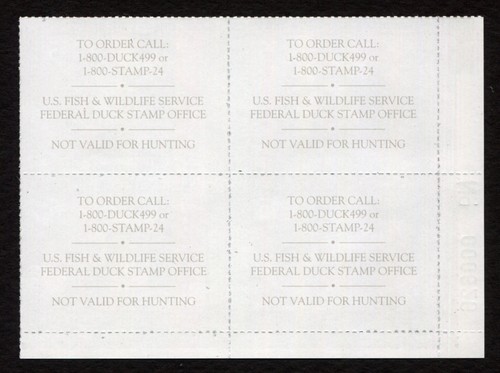 TO ORDER CALL:
1-800-DUCK499 or
1-800-STAMP-24
U.S. FISH & WILDLIFE SERVICE
FEDERAL DUCK STAMP OFFICE
NOT VALID FOR HUNTING
TO ORDER CALL:
1-800-DUCK499 or
1-800-STAMP-24
U.S. FISH & WILDLIFE SERVICE
FEDERAL DUCK STAMP OFFICE
NOT VALID FOR HUNTING
TO ORDER CALL:
1-800-DUCK499 or
1-800-STAMP-24
U.S. FISH & WILDLIFE SERVICE
FEDERAL DUCK STAMP OFFICE
NOT VALID FOR HUNTING
TO ORDER CALL:
1-800-DUCK499 or
1-800-STAMP-24
U.S. FISH & WILDLIFE SERVICE
FEDERAL DUCK STAMP OFFICE
NOT VALID FOR HUNTING